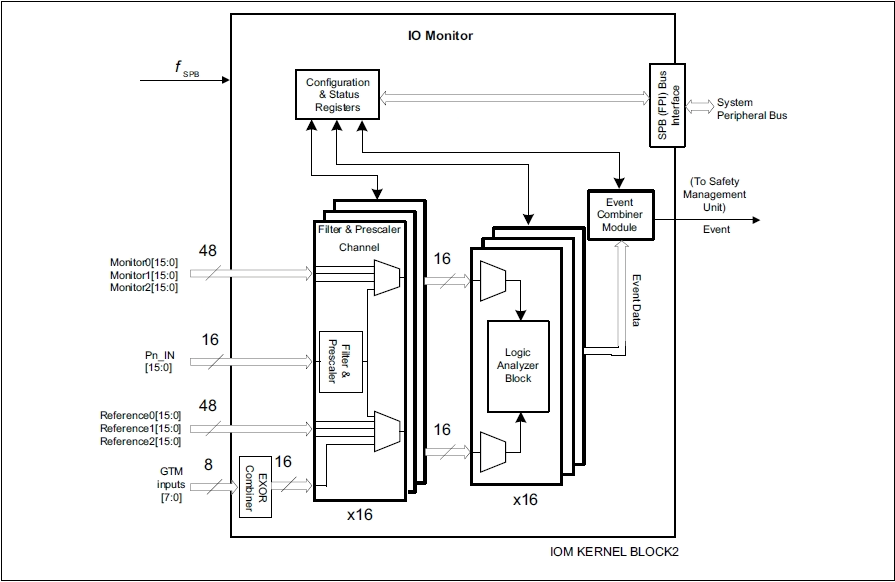 IO Monitor
f SPB
Configuration
& Status
Registers
SPB (FPI) Bus
Interface
System
Peripheral Bus
(To Safety
Management
Unit)
Event
Event
Combiner
Module
Filter & Prescaler
Channel
Monitor0[15:0]
Monitor1[15:0]
Monitor2[15:0]
48
16
Event Data
Pn_IN
[15:0]
16
Filter &
Prescaler
Logic
Analyzer
Block
Reference0[15:0]
Reference1[15:0]
Reference2[15:0]
48
16
GTM
inputs
[7:0]
8
EXOR
Combiner
16
x16
x16
IOM KERNEL BLOCK2